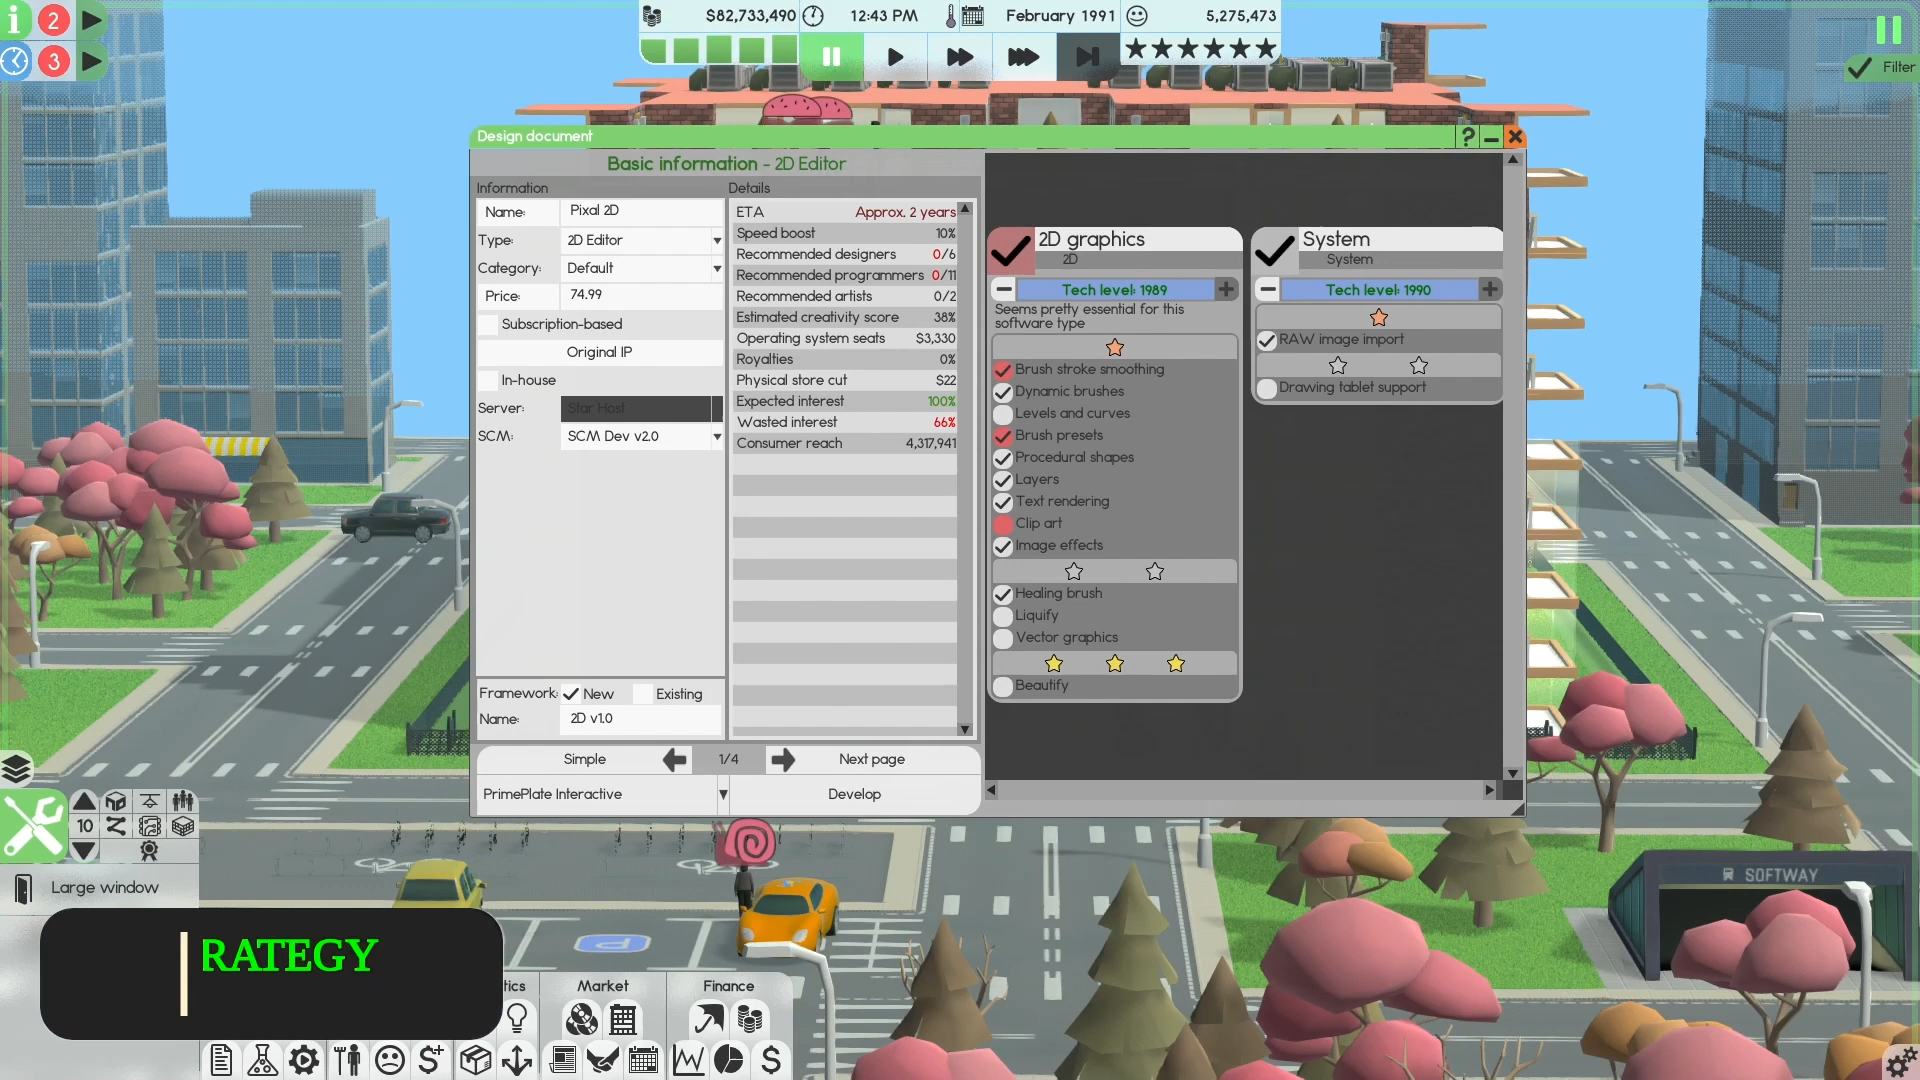 2
3
$82,733,490
12:43 PM
February 1991
5,275,473
Filter
Design document
?
Basic information - 2D Editor
Information
Name: Pixal 2D
Type: 2D Editor
Category: Default
Price: 74.99
Subscription-based
Original IP
In-house
Server: Star Host
SCM: SCM Dev v2.0
Framework: New Existing
Name: 2D v1.0
Details
ETA Approx. 2 years
Speed boost 10%
Recommended designers 0/6
Recommended programmers 0/11
Recommended artists 0/2
Estimated creativity score 38%
Operating system seats $3,330
Royalties 0%
Physical store cut $22
Expected interest 100%
Wasted interest 66%
Consumer reach 4,317,941
Simple 1/4 Next page
PrimePlate Interactive Develop
2D graphics
2D
Tech level: 1989
Seems pretty essential for this
software type
Brush stroke smoothing
Dynamic brushes
Levels and curves
Brush presets
Procedural shapes
Layers
Text rendering
Clip art
Image effects
Healing brush
Liquify
Vector graphics
Beautify
System
System
Tech level: 1990
RAW image import
Drawing tablet support
10
Large window
RATEGY
tics
Market
Finance
SOFTWAY
P